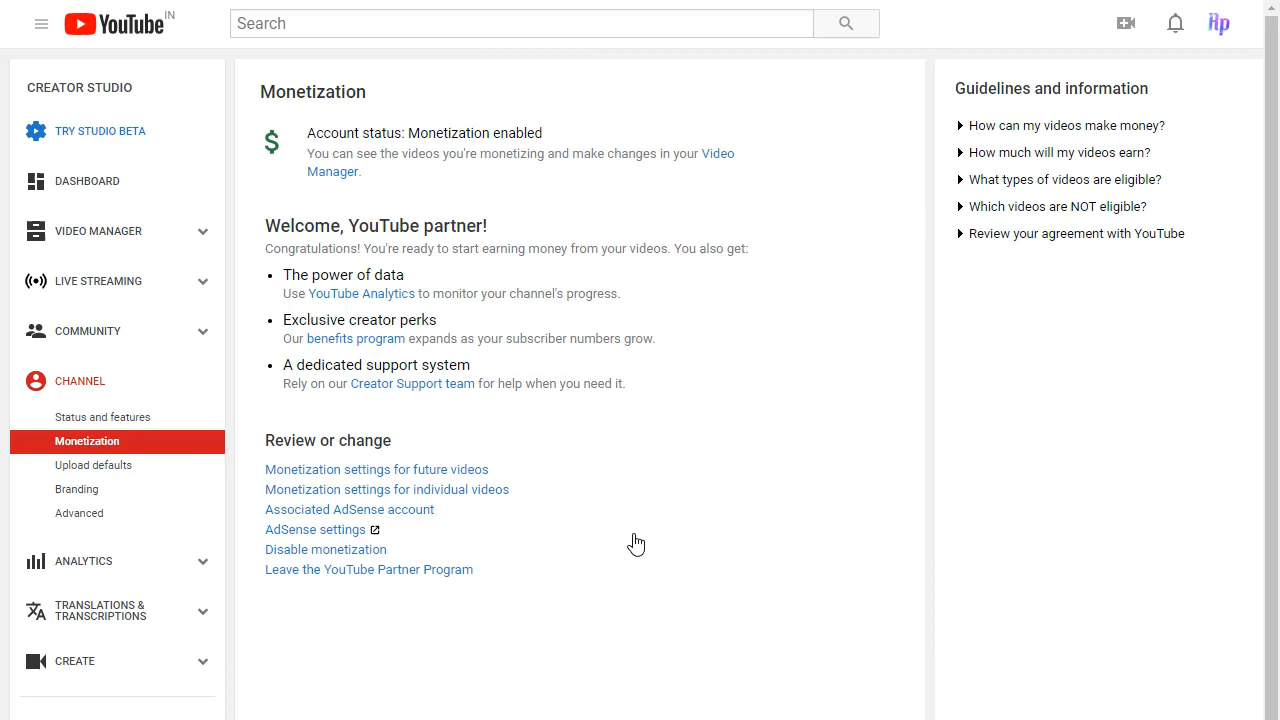 YouTube IN
Search
Hp
CREATOR STUDIO
TRY STUDIO BETA
DASHBOARD
VIDEO MANAGER
LIVE STREAMING
COMMUNITY
CHANNEL
Status and features
Monetization
Upload defaults
Branding
Advanced
ANALYTICS
TRANSLATIONS &
TRANSCRIPTIONS
CREATE
Monetization
$
Account status: Monetization enabled
You can see the videos you're monetizing and make changes in your Video
Manager.
Welcome, YouTube partner!
Congratulations! You're ready to start earning money from your videos. You also get:
• The power of data
Use YouTube Analytics to monitor your channel's progress.
• Exclusive creator perks
Our benefits program expands as your subscriber numbers grow.
• A dedicated support system
Rely on our Creator Support team for help when you need it.
Review or change
Monetization settings for future videos
Monetization settings for individual videos
Associated AdSense account
AdSense settings
Disable monetization
Leave the YouTube Partner Program
Guidelines and information
How can my videos make money?
How much will my videos earn?
What types of videos are eligible?
Which videos are NOT eligible?
Review your agreement with YouTube